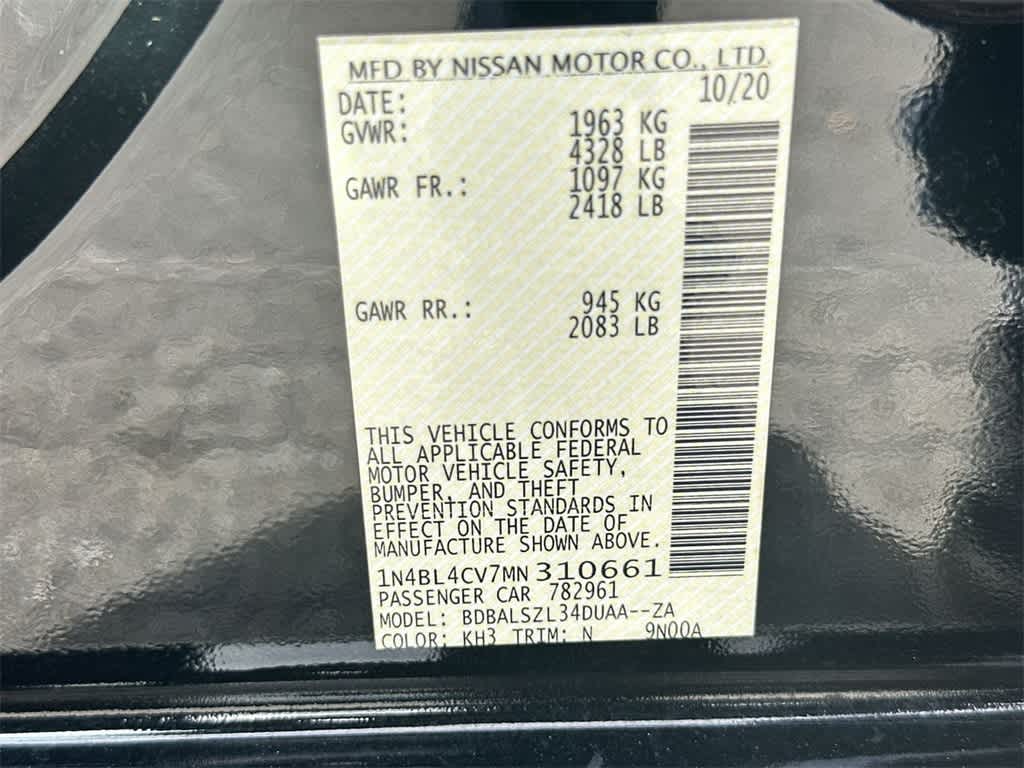 MFD BY NISSAN MOTOR CO., LTD.
DATE: 10/20
GVWR: 1963 KG
4328 LB
GAWR FR.: 1097 KG
2418 LB
GAWR RR.: 945 KG
2083 LB
THIS VEHICLE CONFORMS TO
ALL APPLICABLE FEDERAL
MOTOR VEHICLE SAFETY,
BUMPER, AND THEFT
PREVENTION STANDARDS IN
EFFECT ON THE DATE OF
MANUFACTURE SHOWN ABOVE.
1N4BL4CV7MN310661
PASSENGER CAR 782961
MODEL: BDBALSZL34DUAA--ZA
COLOR: KH3 TRIM: N 9N00A